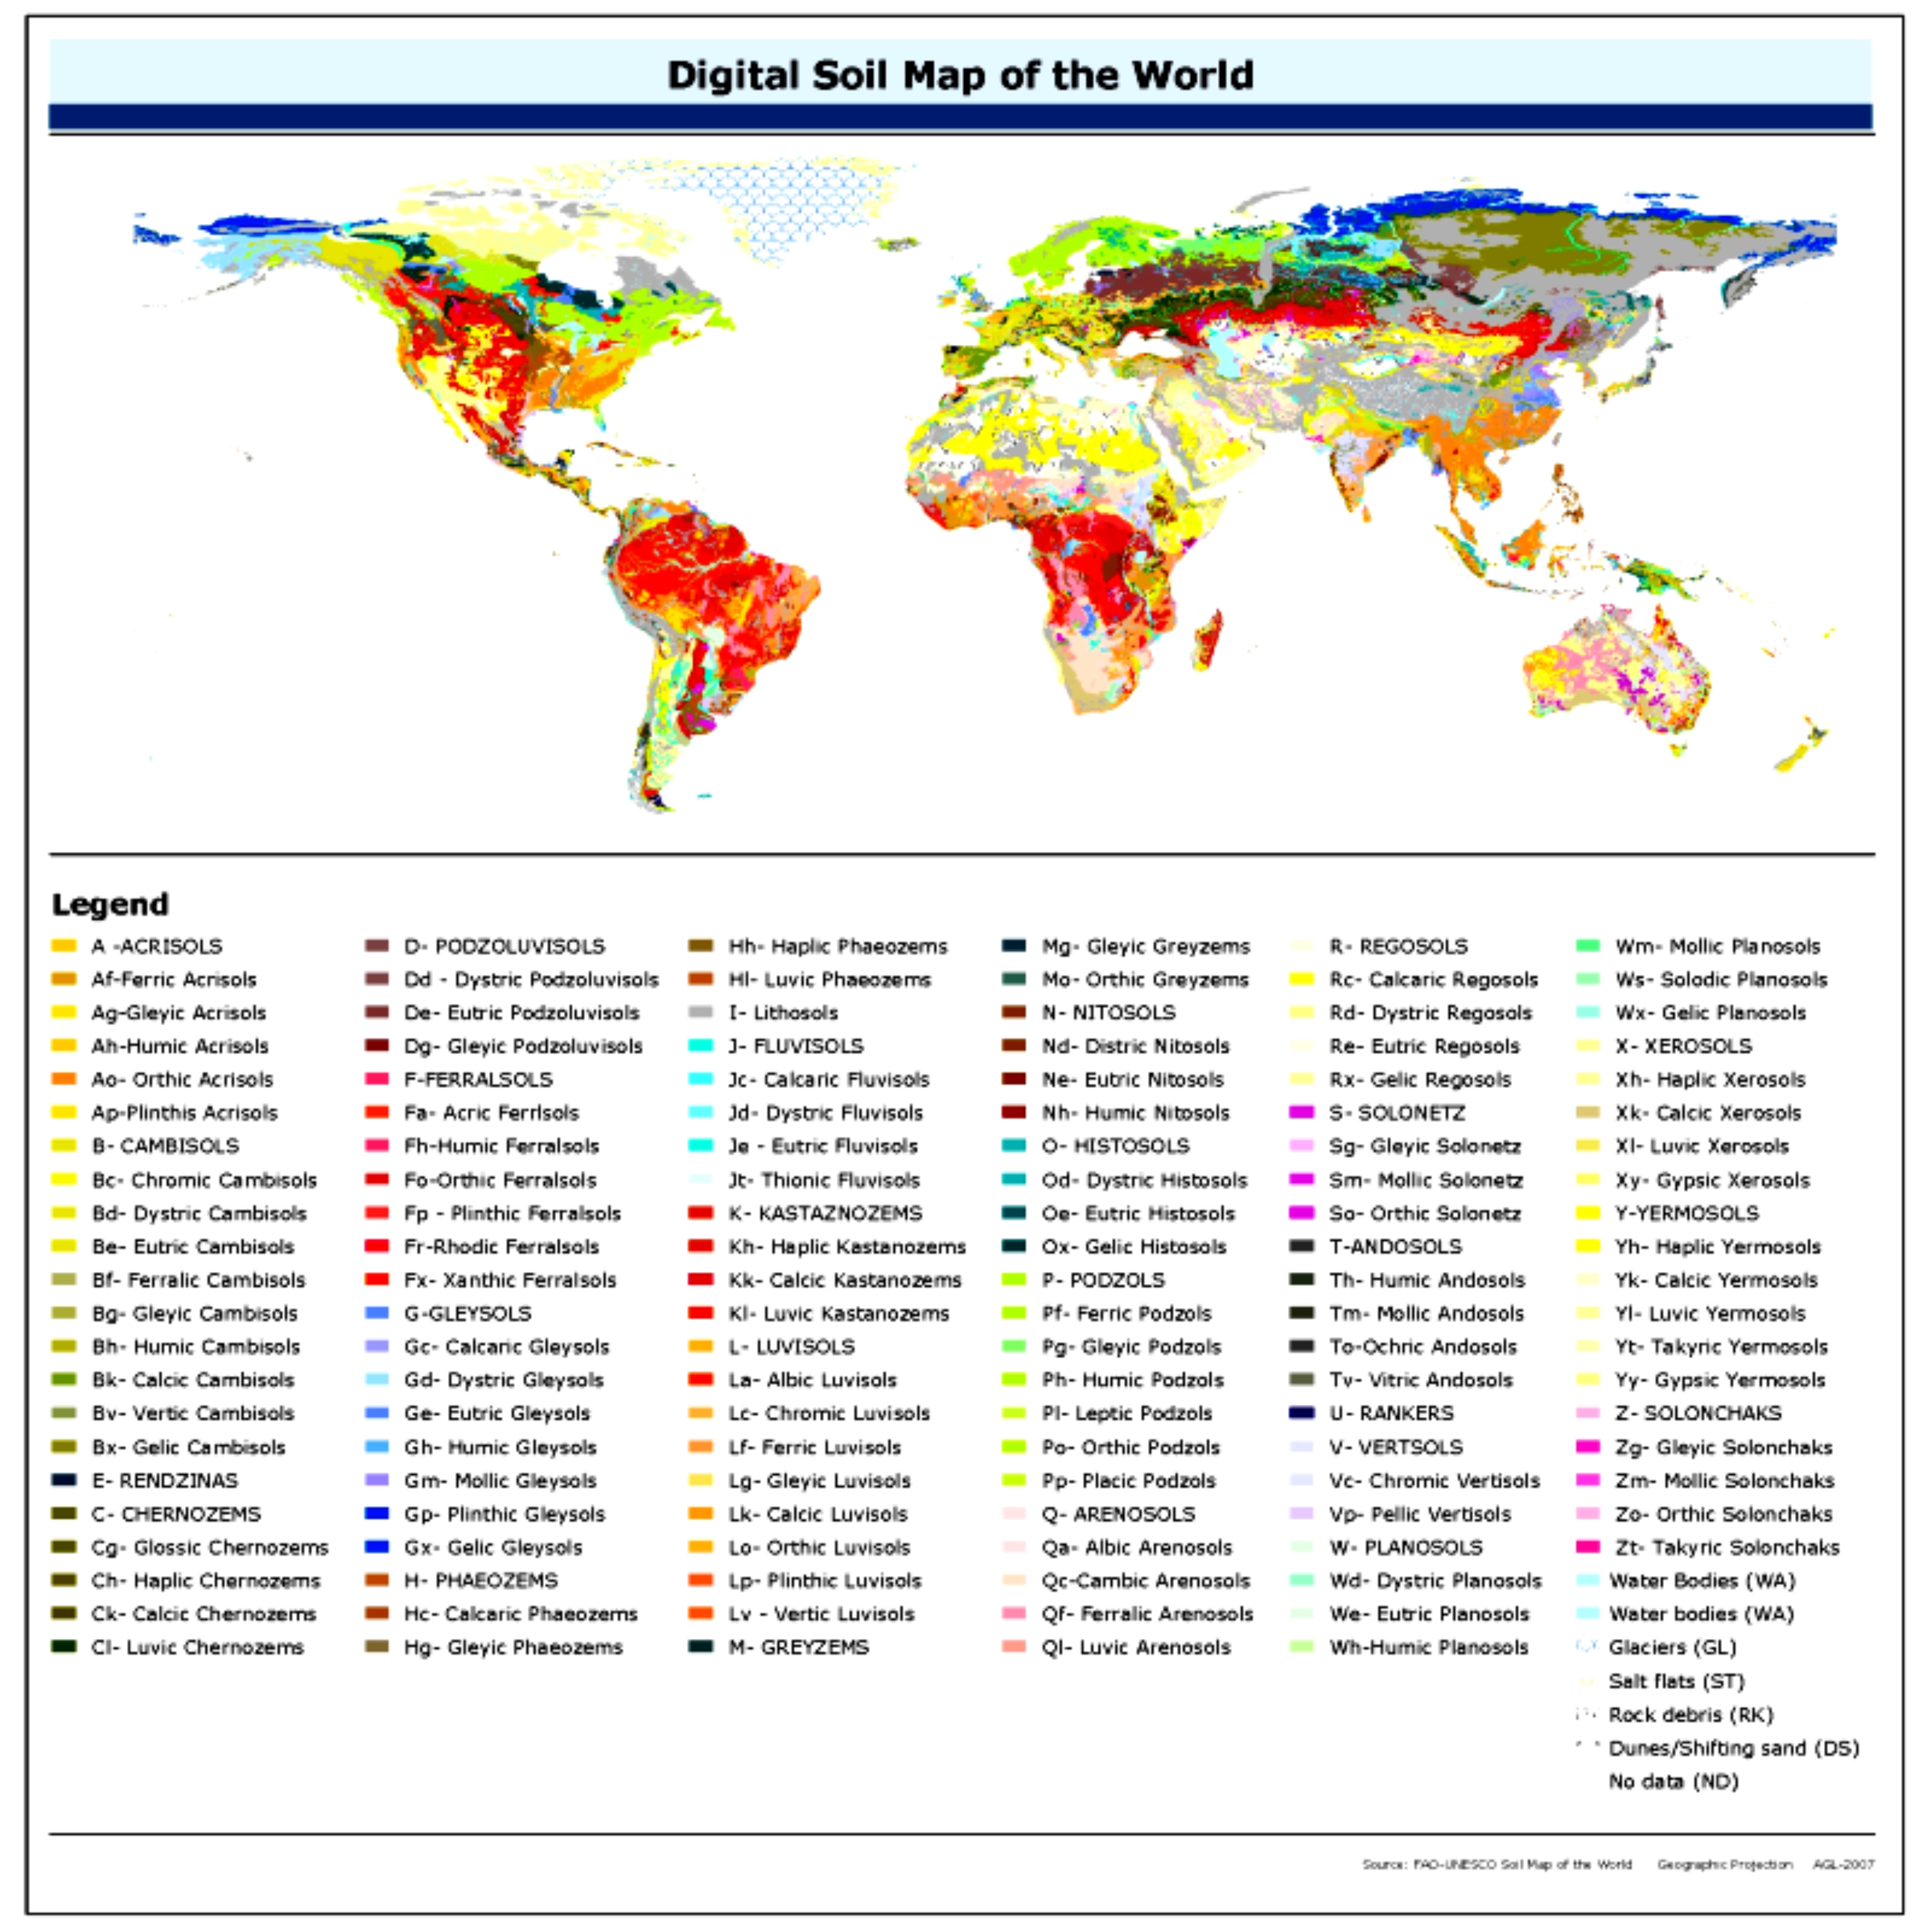 Digital Soil Map of the World
Legend
A -ACRISOLS
Af-Ferric Acrisols
Ag-Gleyic Acrisols
Ah-Humic Acrisols
Ao- Orthic Acrisols
Ap-Plinthis Acrisols
B- CAMBISOLS
Bc- Chromic Cambisols
Bd- Dystric Cambisols
Be- Eutric Cambisols
Bf- Ferralic Cambisols
Bg- Gleyic Cambisols
Bh- Humic Cambisols
Bk- Calcic Cambisols
Bv- Vertic Cambisols
Bx- Gelic Cambisols
E- RENDZINAS
C- CHERNOZEMS
Cg- Glossic Chernozems
Ch- Haplic Chernozems
Ck- Calcic Chernozems
Cl- Luvic Chernozems
D- PODZOLUVISOLS
Dd - Dystric Podzoluvisols
De- Eutric Podzoluvisols
Dg- Gleyic Podzoluvisols
F-FERRALSOLS
Fa- Acric Ferrlsols
Fh-Humic Ferralsols
Fo-Orthic Ferralsols
Fp - Plinthic Ferralsols
Fr-Rhodic Ferralsols
Fx- Xanthic Ferralsols
G-GLEYSOLS
Gc- Calcaric Gleysols
Gd- Dystric Gleysols
Ge- Eutric Gleysols
Gh- Humic Gleysols
Gm- Mollic Gleysols
Gp- Plinthic Gleysols
Gx- Gelic Gleysols
H- PHAEOZEMS
Hc- Calcaric Phaeozems
Hg- Gleyic Phaeozems
Hh- Haplic Phaeozems
Hl- Luvic Phaeozems
I- Lithosols
J- FLUVISOLS
Jc- Calcaric Fluvisols
Jd- Dystric Fluvisols
Je - Eutric Fluvisols
Jt- Thionic Fluvisols
K- KASTAZNOZEMS
Kh- Haplic Kastanozems
Kk- Calcic Kastanozems
Kl- Luvic Kastanozems
L- LUVISOLS
La- Albic Luvisols
Lc- Chromic Luvisols
Lf- Ferric Luvisols
Lg- Gleyic Luvisols
Lk- Calcic Luvisols
Lo- Orthic Luvisols
Lp- Plinthic Luvisols
Lv - Vertic Luvisols
M- GREYZEMS
Mg- Gleyic Greyzems
Mo- Orthic Greyzems
N- NITOSOLS
Nd- Distric Nitosols
Ne- Eutric Nitosols
Nh- Humic Nitosols
O- HISTOSOLS
Od- Dystric Histosols
Oe- Eutric Histosols
Ox- Gelic Histosols
P- PODZOLS
Pf- Ferric Podzols
Pg- Gleyic Podzols
Ph- Humic Podzols
Pl- Leptic Podzols
Po- Orthic Podzols
Pp- Placic Podzols
Q- ARENOSOLS
Qa- Albic Arenosols
Qc-Cambic Arenosols
Qf- Ferralic Arenosols
Ql- Luvic Arenosols
R- REGOSOLS
Rc- Calcaric Regosols
Rd- Dystric Regosols
Re- Eutric Regosols
Rx- Gelic Regosols
S- SOLONETZ
Sg- Gleyic Solonetz
Sm- Mollic Solonetz
So- Orthic Solonetz
T-ANDOSOLS
Th- Humic Andosols
Tm- Mollic Andosols
To-Ochric Andosols
Tv- Vitric Andosols
U- RANKERS
V- VERTSOLS
Vc- Chromic Vertisols
Vp- Pellic Vertisols
W- PLANOSOLS
Wd- Dystric Planosols
We- Eutric Planosols
Wh-Humic Planosols
Wm- Mollic Planosols
Ws- Solodic Planosols
Wx- Gelic Planosols
X- XEROSOLS
Xh- Haplic Xerosols
Xk- Calcic Xerosols
Xl- Luvic Xerosols
Xy- Gypsic Xerosols
Y-YERMOSOLS
Yh- Haplic Yermosols
Yk- Calcic Yermosols
Yl- Luvic Yermosols
Yt- Takyric Yermosols
Yy- Gypsic Yermosols
Z- SOLONCHAKS
Zg- Gleyic Solonchaks
Zm- Mollic Solonchaks
Zo- Orthic Solonchaks
Zt- Takyric Solonchaks
Water Bodies (WA)
Water bodies (WA)
Glaciers (GL)
Salt flats (ST)
Rock debris (RK)
Dunes/Shifting sand (DS)
No data (ND)
Source: FAO-UNESCO Soil Map of the World Geographic Projection AGL-2007